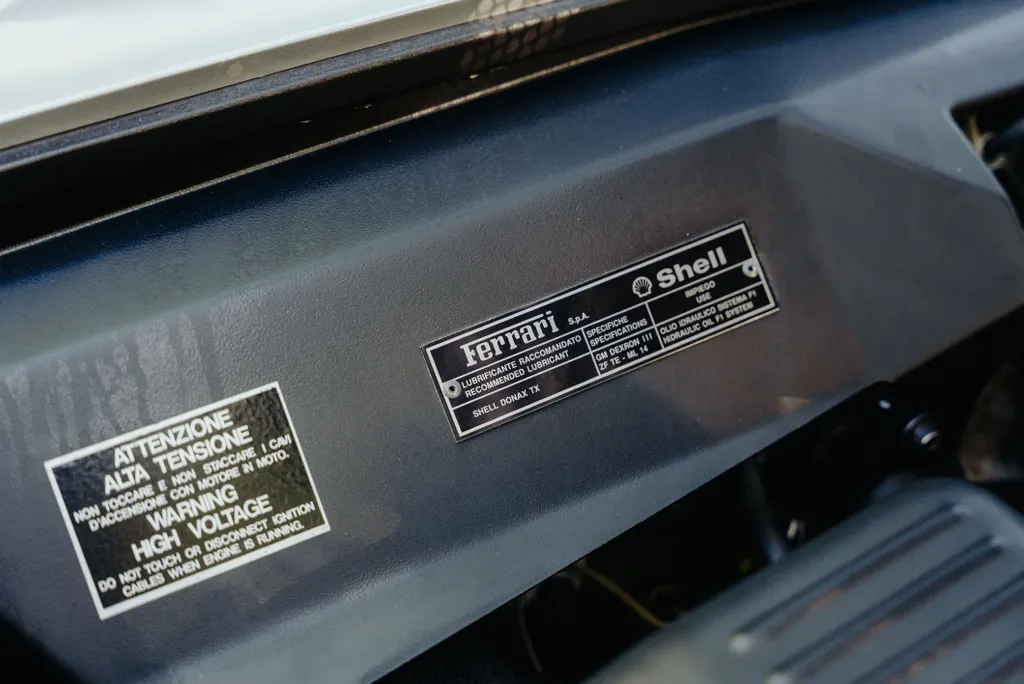 ATTENZIONE
ALTA TENSIONE
NON TOCCARE E NON STACCARE I CAVI
D'ACCENSIONE CON MOTORE IN MOTO.
WARNING
HIGH VOLTAGE
DO NOT TOUCH OR DISCONNECT IGNITION
CABLES WHEN ENGINE IS RUNNING.
Ferrari S.p.A.
Shell
LUBRIFICANTE RACCOMANDATO
RECOMMENDED LUBRICANT
SPECIFICHE
SPECIFICATIONS
IMPIEGO
USE
SHELL DONAX TX
GM DEXRON III
ZF TE - ML 14
OLIO IDRAULICO SISTEMA F1
HIDRAULIC OIL F1 SYSTEM